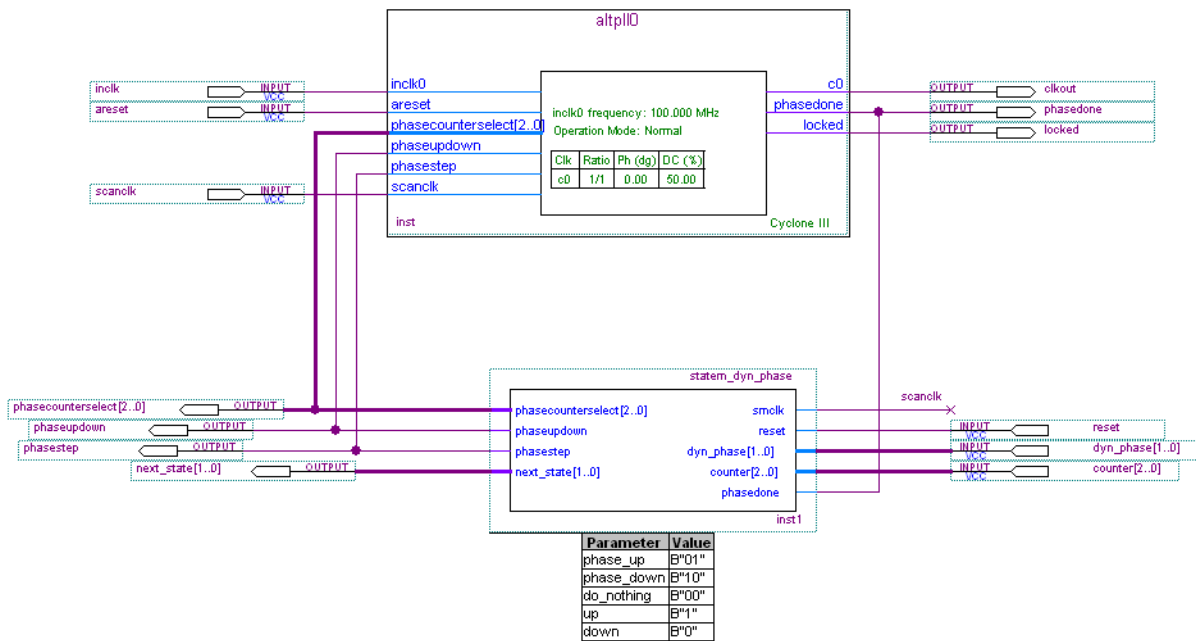 altpll0
inclk INPUT VCC inclk0 c0 OUTPUT clkout
areset INPUT VCC areset phasedone OUTPUT phasedone
phasecounterselect[2..0] locked OUTPUT locked
phaseupdown
phasestep
scanclk INPUT VCC scanclk
inclk0 frequency: 100.000 MHz
Operation Mode: Normal
Clk Ratio Ph (dg) DC (%)
c0 1/1 0.00 50.00
inst Cyclone III
statem_dyn_phase
phasecounterselect[2..0] OUTPUT phasecounterselect[2..0] smclk scanclk
phaseupdown OUTPUT phaseupdown reset INPUT VCC reset
phasestep OUTPUT phasestep dyn_phase[1..0] INPUT VCC dyn_phase[1..0]
next_state[1..0] OUTPUT next_state[1..0] counter[2..0] INPUT VCC counter[2..0]
phasedone
inst1
Parameter Value
phase_up B"01"
phase_down B"10"
do_nothing B"00"
up B"1"
down B"0"